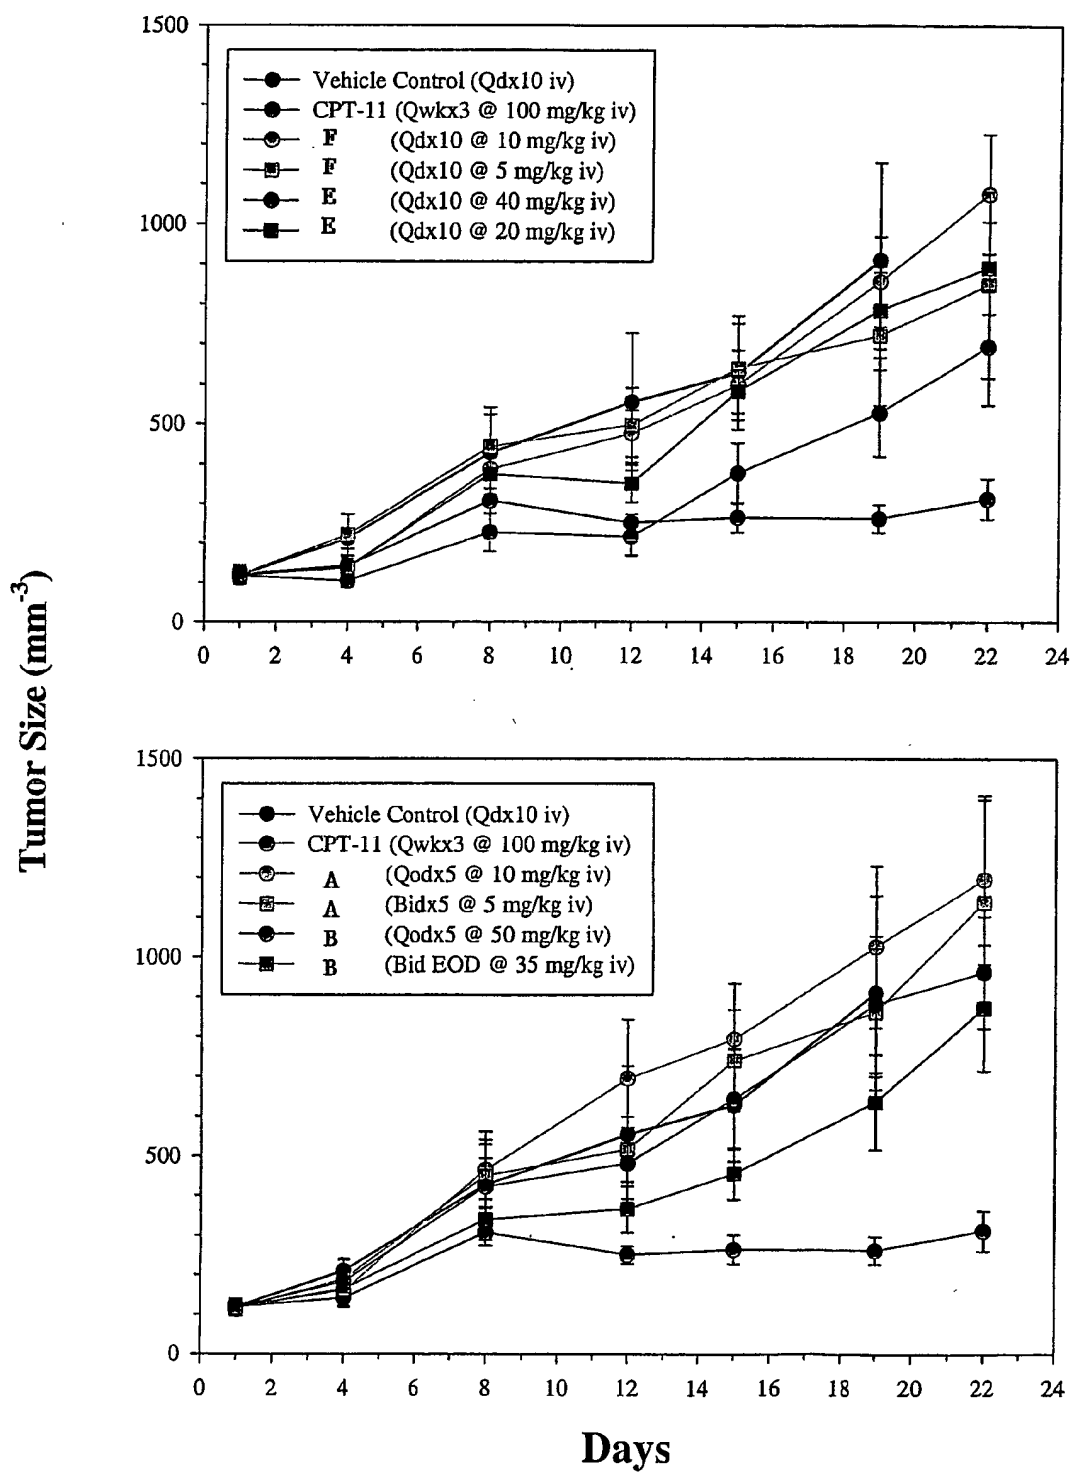 Tumor Size (mm-3)
1500
1000
500
0
Vehicle Control (Qdx10 iv)
CPT-11 (Qwkx3 @ 100 mg/kg iv)
F (Qdx10 @ 10 mg/kg iv)
F (Qdx10 @ 5 mg/kg iv)
E (Qdx10 @ 40 mg/kg iv)
E (Qdx10 @ 20 mg/kg iv)
0 2 4 6 8 10 12 14 16 18 20 22 24
1500
1000
500
0
Vehicle Control (Qdx10 iv)
CPT-11 (Qwkx3 @ 100 mg/kg iv)
A (Qodx5 @ 10 mg/kg iv)
A (Bidx5 @ 5 mg/kg iv)
B (Qodx5 @ 50 mg/kg iv)
B (Bid EOD @ 35 mg/kg iv)
0 2 4 6 8 10 12 14 16 18 20 22 24
Days